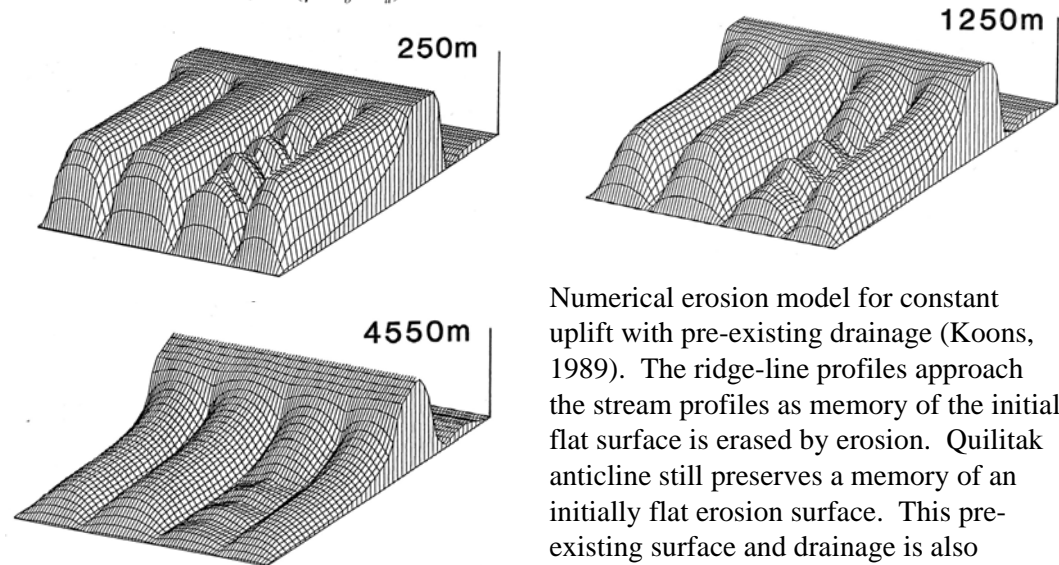 250m
1250m
4550m
Numerical erosion model for constant
uplift with pre-existing drainage (Koons,
1989). The ridge-line profiles approach
the stream profiles as memory of the initial
flat surface is erased by erosion. Quilitak
anticline still preserves a memory of an
initially flat erosion surface. This pre-
existing surface and drainage is also